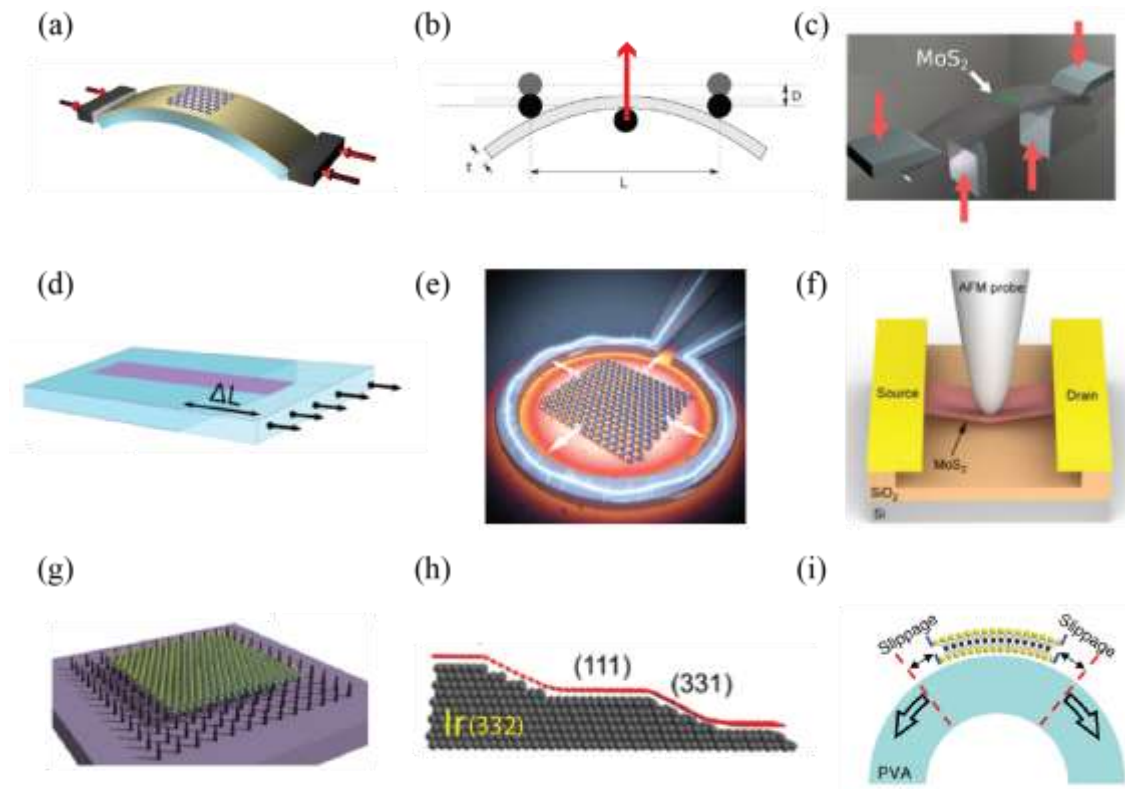 (a)
(b)
D
t
L
(c)
MoS2
(d)
ΔL
(e)
(f)
AFM probe
Source
Drain
MoS2
SiO2
Si
(g)
(h)
(111)
(331)
Ir(332)
(i)
Slippage
Slippage
PVA